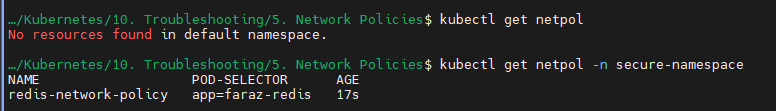 …/Kubernetes/10. Troubleshooting/5. Network Policies$ kubectl get netpol
No resources found in default namespace.
…/Kubernetes/10. Troubleshooting/5. Network Policies$ kubectl get netpol -n secure-namespace
NAME POD-SELECTOR AGE
redis-network-policy app=faraz-redis 17s